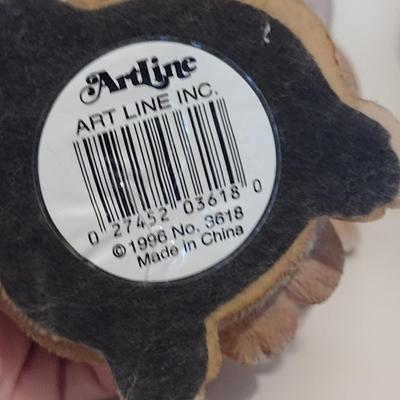 ArtLine
ART LINE INC.
0 27452 03618 0
© 1996 No. 3618
Made in China